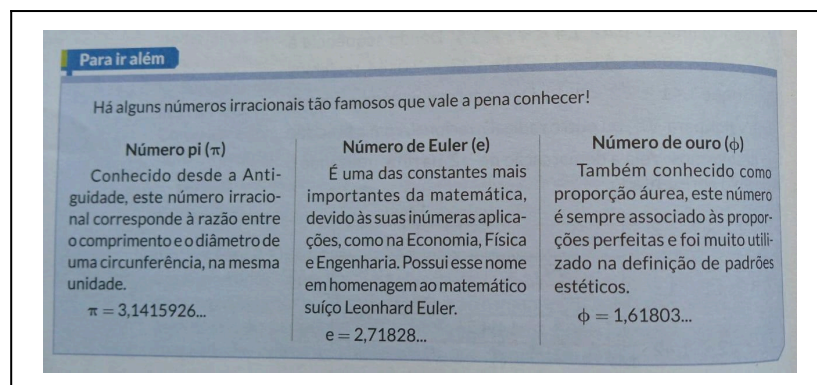 Para ir além
Há alguns números irracionais tão famosos que vale a pena conhecer!
Número pi (π)
Conhecido desde a Anti-
guidade, este número irracio-
nal corresponde à razão entre
o comprimento e o diâmetro de
uma circunferência, na mesma
unidade.
π = 3,1415926...
Número de Euler (e)
É uma das constantes mais
importantes da matemática,
devido às suas inúmeras aplica-
ções, como na Economia, Física
e Engenharia. Possui esse nome
em homenagem ao matemático
suíço Leonhard Euler.
e = 2,71828...
Número de ouro (ϕ)
Também conhecido como
proporção áurea, este número
é sempre associado às propor-
ções perfeitas e foi muito utili-
zado na definição de padrões
estéticos.
ϕ = 1,61803...